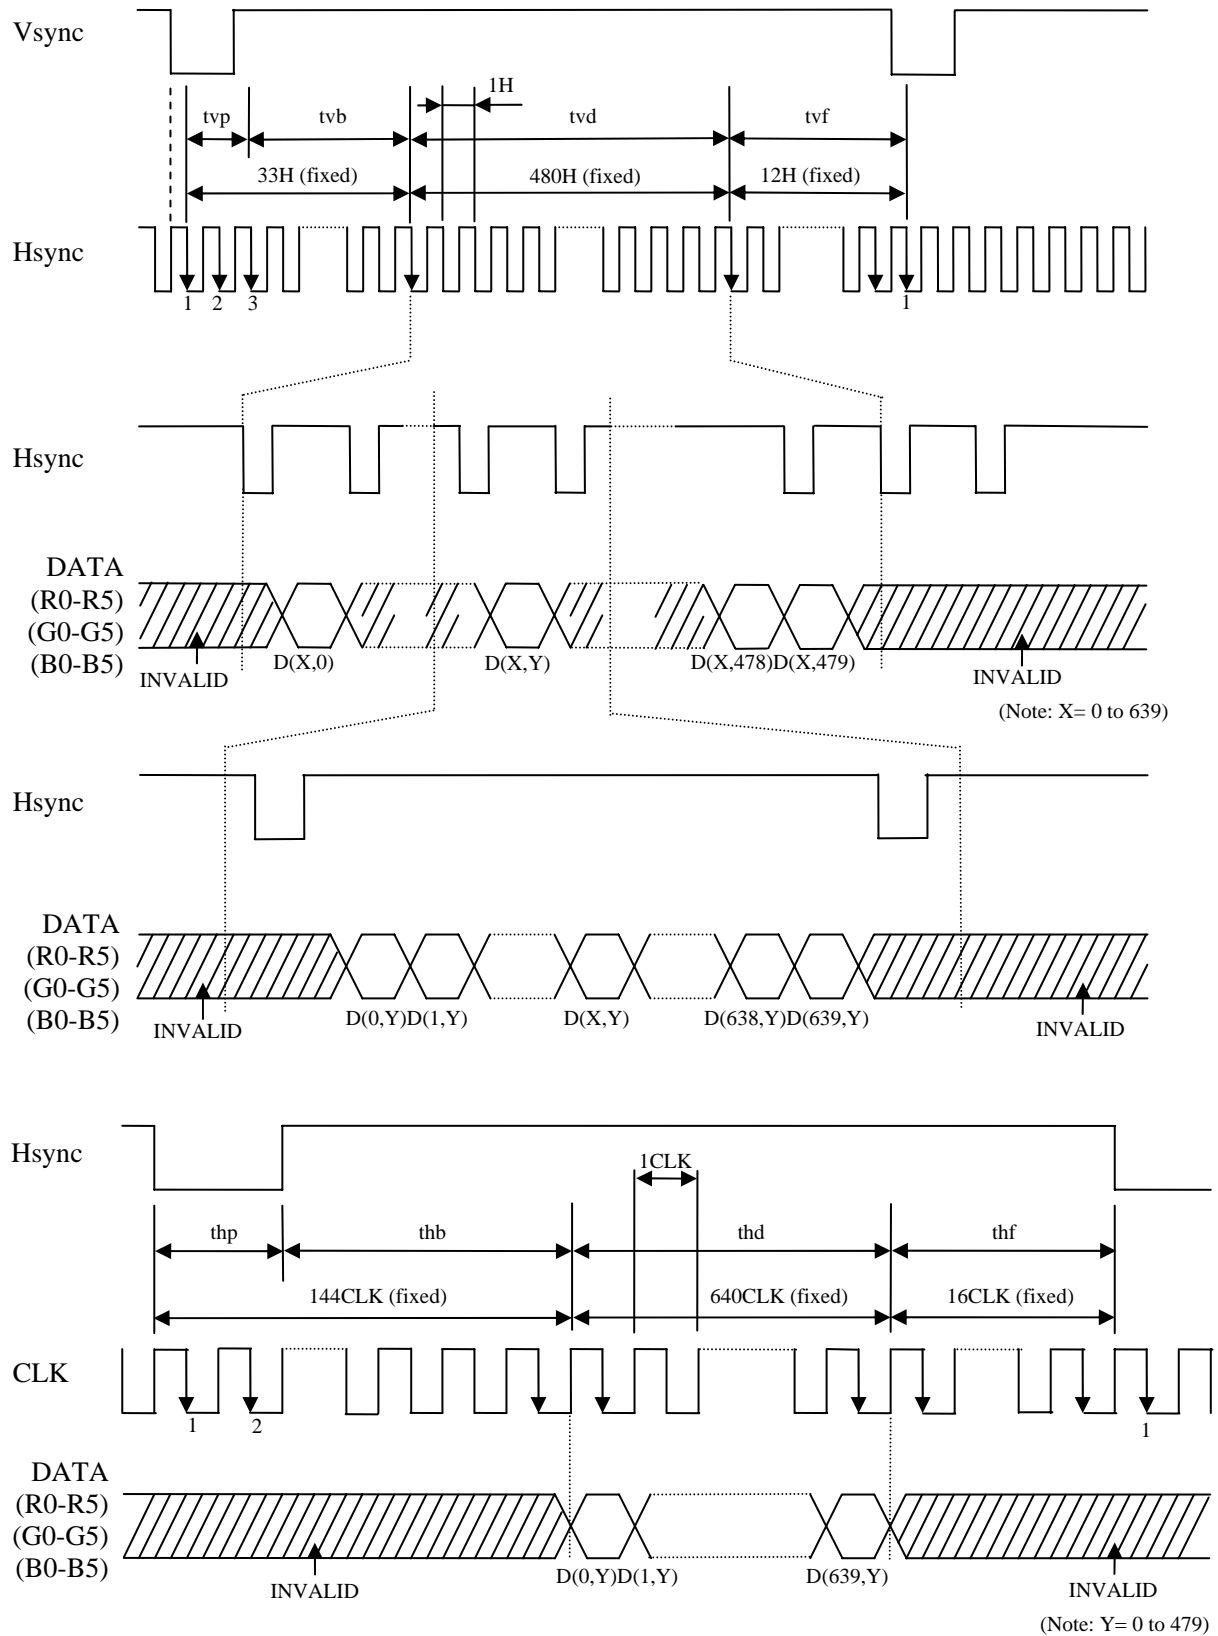 Vsync
1H
tvp tvb tvd tvf
33H (fixed) 480H (fixed) 12H (fixed)
Hsync
1 2 3 1
Hsync
DATA
(R0-R5)
(G0-G5)
(B0-B5)
D(X,0) D(X,Y) D(X,478)D(X,479)
INVALID INVALID
(Note: X= 0 to 639)
Hsync
DATA
(R0-R5)
(G0-G5)
(B0-B5)
D(0,Y)D(1,Y) D(X,Y) D(638,Y)D(639,Y)
INVALID INVALID
Hsync
1CLK
thp thb thd thf
144CLK (fixed) 640CLK (fixed) 16CLK (fixed)
CLK
1 2 1
DATA
(R0-R5)
(G0-G5)
(B0-B5)
D(0,Y)D(1,Y) D(639,Y)
INVALID INVALID
(Note: Y= 0 to 479)